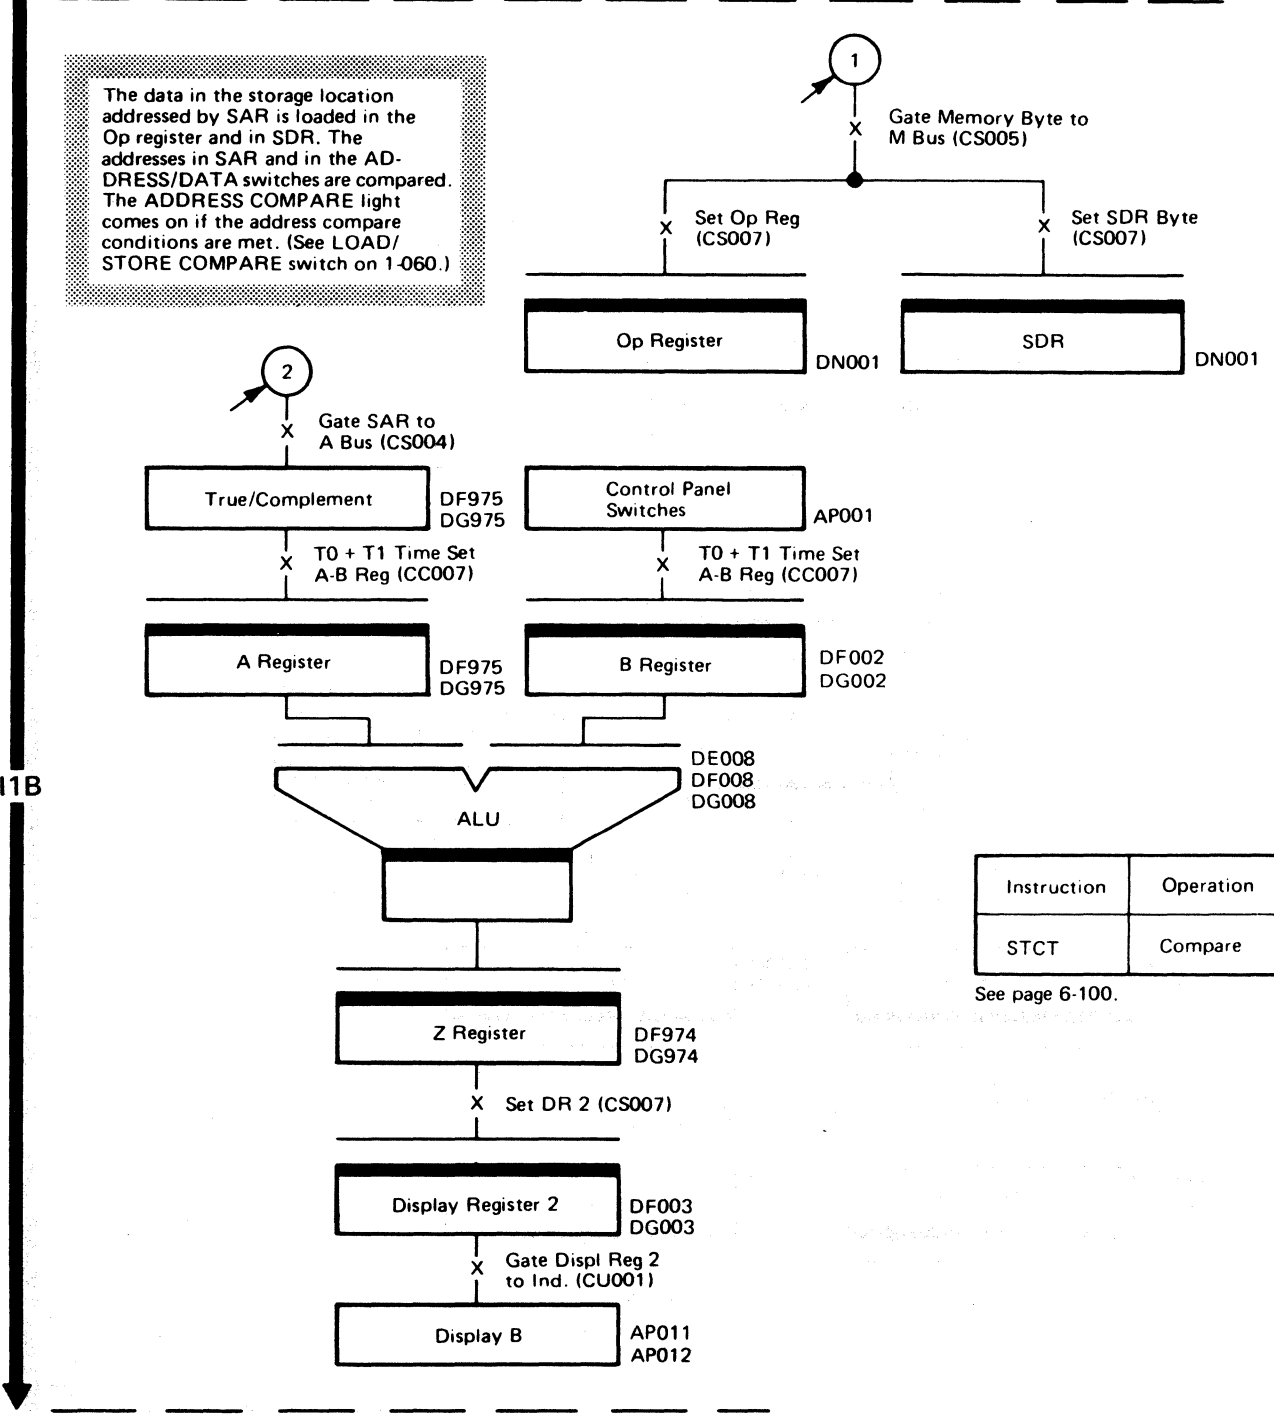 The data in the storage location
addressed by SAR is loaded in the
Op register and in SDR. The
addresses in SAR and in the AD-
DRESS/DATA switches are compared.
The ADDRESS COMPARE light
comes on if the address compare
conditions are met. (See LOAD/
STORE COMPARE switch on 1-060.)
1
Gate Memory Byte to
M Bus (CS005)
Set Op Reg
(CS007)
Set SDR Byte
(CS007)
Op Register
DN001
SDR
DN001
2
Gate SAR to
A Bus (CS004)
True/Complement
DF975
DG975
Control Panel
Switches
AP001
T0 + T1 Time Set
A-B Reg (CC007)
T0 + T1 Time Set
A-B Reg (CC007)
A Register
DF975
DG975
B Register
DF002
DG002
DE008
DF008
DG008
I1B
ALU
Instruction
Operation
STCT
Compare
See page 6-100.
Z Register
DF974
DG974
Set DR 2 (CS007)
Display Register 2
DF003
DG003
Gate Displ Reg 2
to Ind. (CU001)
Display B
AP011
AP012